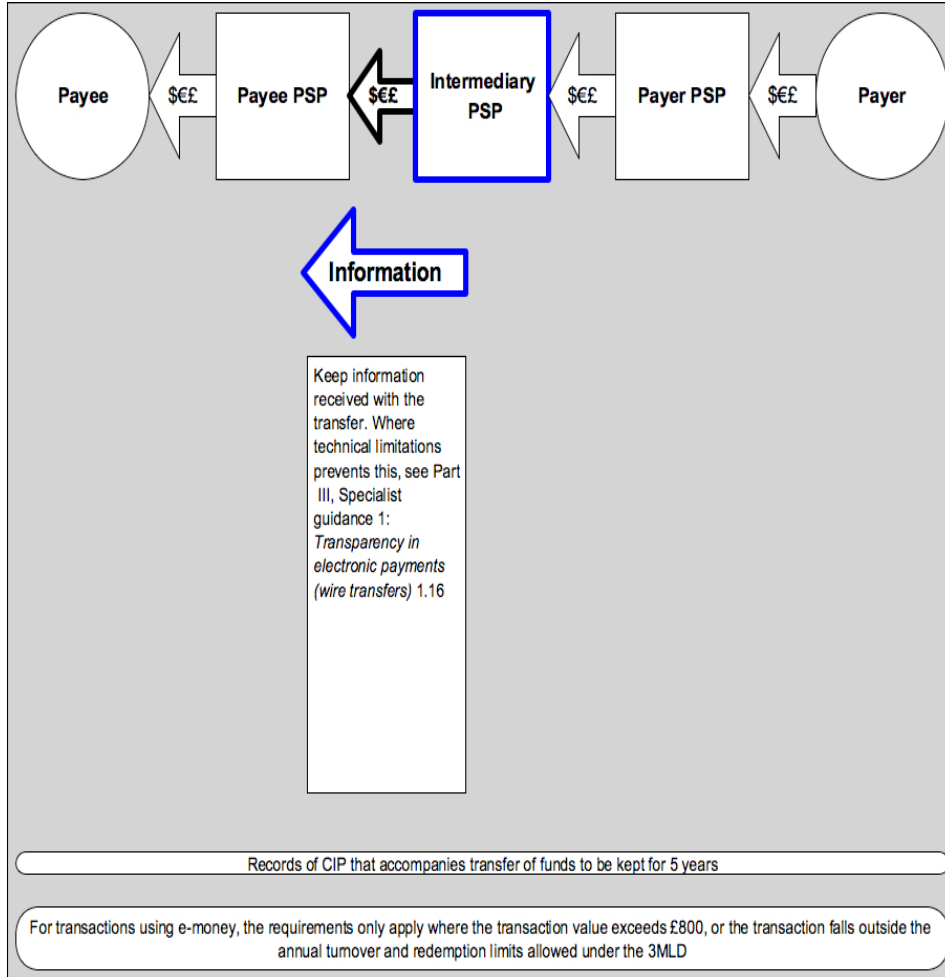 Payee
$€£
Payee PSP
$€£
Intermediary
PSP
$€£
Payer PSP
$€£
Payer
Information
Keep information
received with the
transfer. Where
technical limitations
prevents this, see Part
III, Specialist
guidance 1:
Transparency in
electronic payments
(wire transfers) 1.16
Records of CIP that accompanies transfer of funds to be kept for 5 years
For transactions using e-money, the requirements only apply where the transaction value exceeds £800, or the transaction falls outside the
annual turnover and redemption limits allowed under the 3MLD